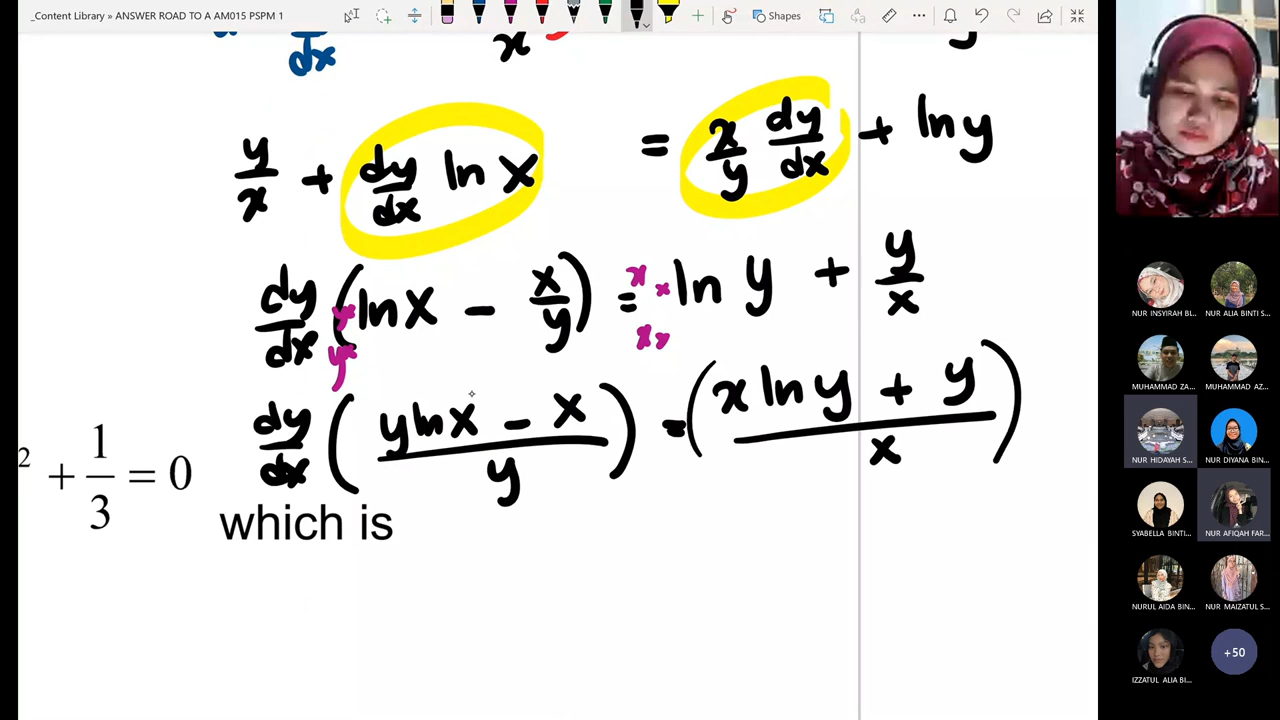 _Content Library » ANSWER ROAD TO A AM015 PSPM 1
Shapes
dx
x
y/x + dy/dx ln x = x/y dy/dx + ln y
dy/dx (ln x - x/y) = ln y + y/x
dy/dx ((y ln x - x)/y) = ((x ln y + y)/x)
2 + 1/3 = 0
which is
NUR INSYIRAH BI...
NUR ALIA BINTI S...
MUHAMMAD ZA...
MUHAMMAD AZ...
NUR HIDAYAH S...
NUR DIYANA BIN...
SYABELLA BINTI...
NUR AFIQAH FAR...
NURUL AIDA BIN...
NUR MAIZATUL S...
IZZATUL ALIA BI...
+50